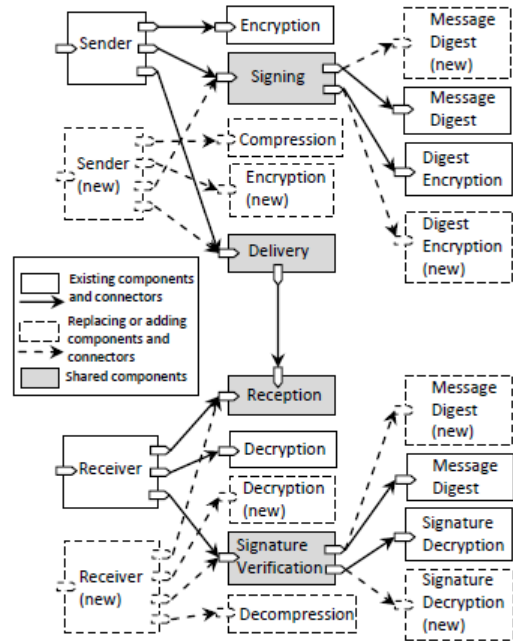 Sender
Encryption
Message
Digest
(new)
Signing
Message
Digest
Sender
(new)
Compression
Encryption
(new)
Digest
Encryption
Digest
Encryption
(new)
Delivery
Existing components
and connectors
Replacing or adding
components and
connectors
Shared components
Reception
Message
Digest
(new)
Receiver
Decryption
Message
Digest
Decryption
(new)
Signature
Decryption
Signature
Verification
Receiver
(new)
Decompression
Signature
Decryption
(new)